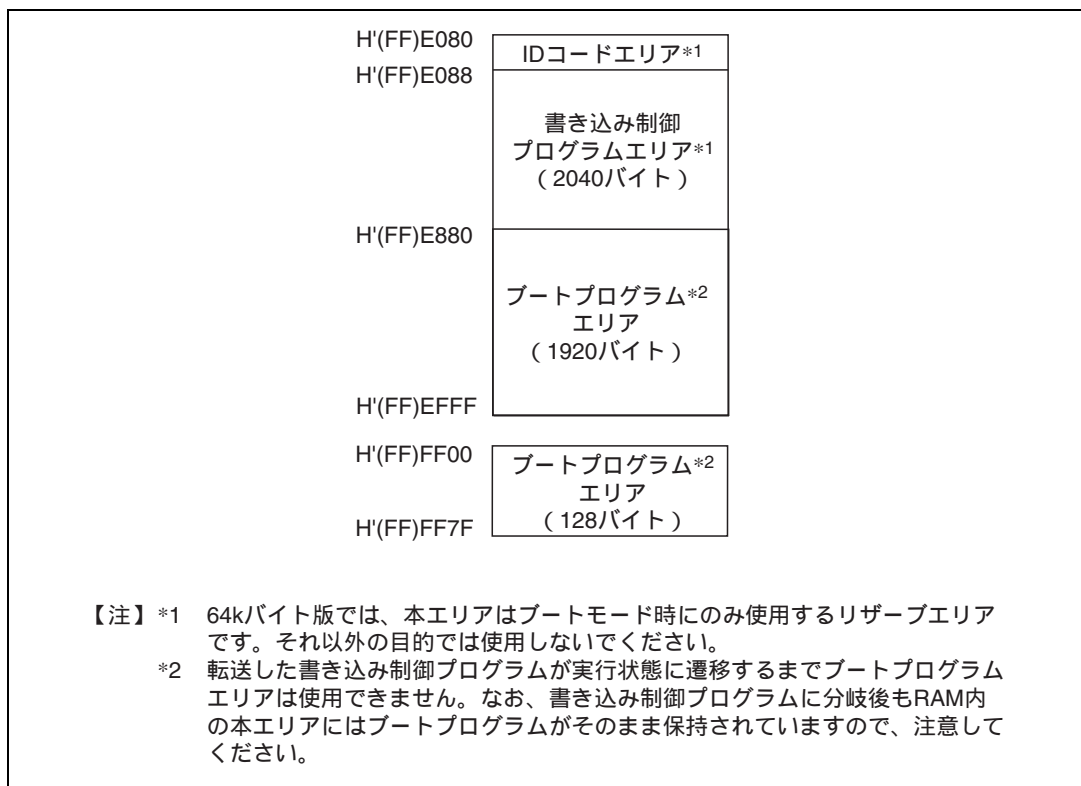 H'(FF)E080
IDコードエリア*1
H'(FF)E088
書き込み制御
プログラムエリア*1
(2040バイト)
H'(FF)E880
ブートプログラム*2
エリア
(1920バイト)
H'(FF)EFFF
H'(FF)FF00
ブートプログラム*2
エリア
(128バイト)
H'(FF)FF7F
【注】*1 64kバイト版では、本エリアはブートモード時にのみ使用するリザーブエリア
です。それ以外の目的では使用しないでください。
*2 転送した書き込み制御プログラムが実行状態に遷移するまでブートプログラム
エリアは使用できません。なお、書き込み制御プログラムに分岐後もRAM内
の本エリアにはブートプログラムがそのまま保持されていますので、注意して
ください。